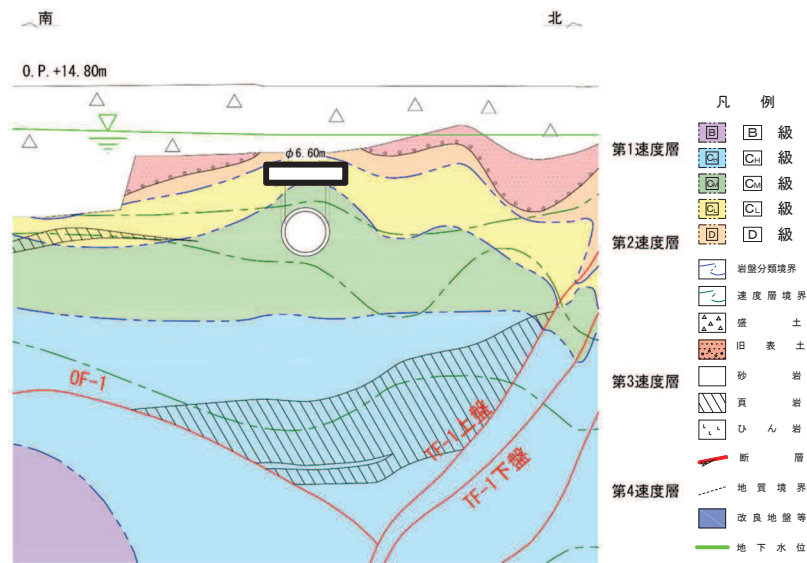 南
北
O.P.+14.80m
φ6.60m
OF-1
TF-1上盤
TF-1下盤
第1速度層
第2速度層
第3速度層
第4速度層
凡 例
B B 級
CH CH 級
CM CM 級
CL CL 級
D D 級
岩盤分類境界
速度層境界
盛 土
旧表土
砂 岩
頁 岩
ひん岩
断 層
地質境界
改良地盤等
地下水位